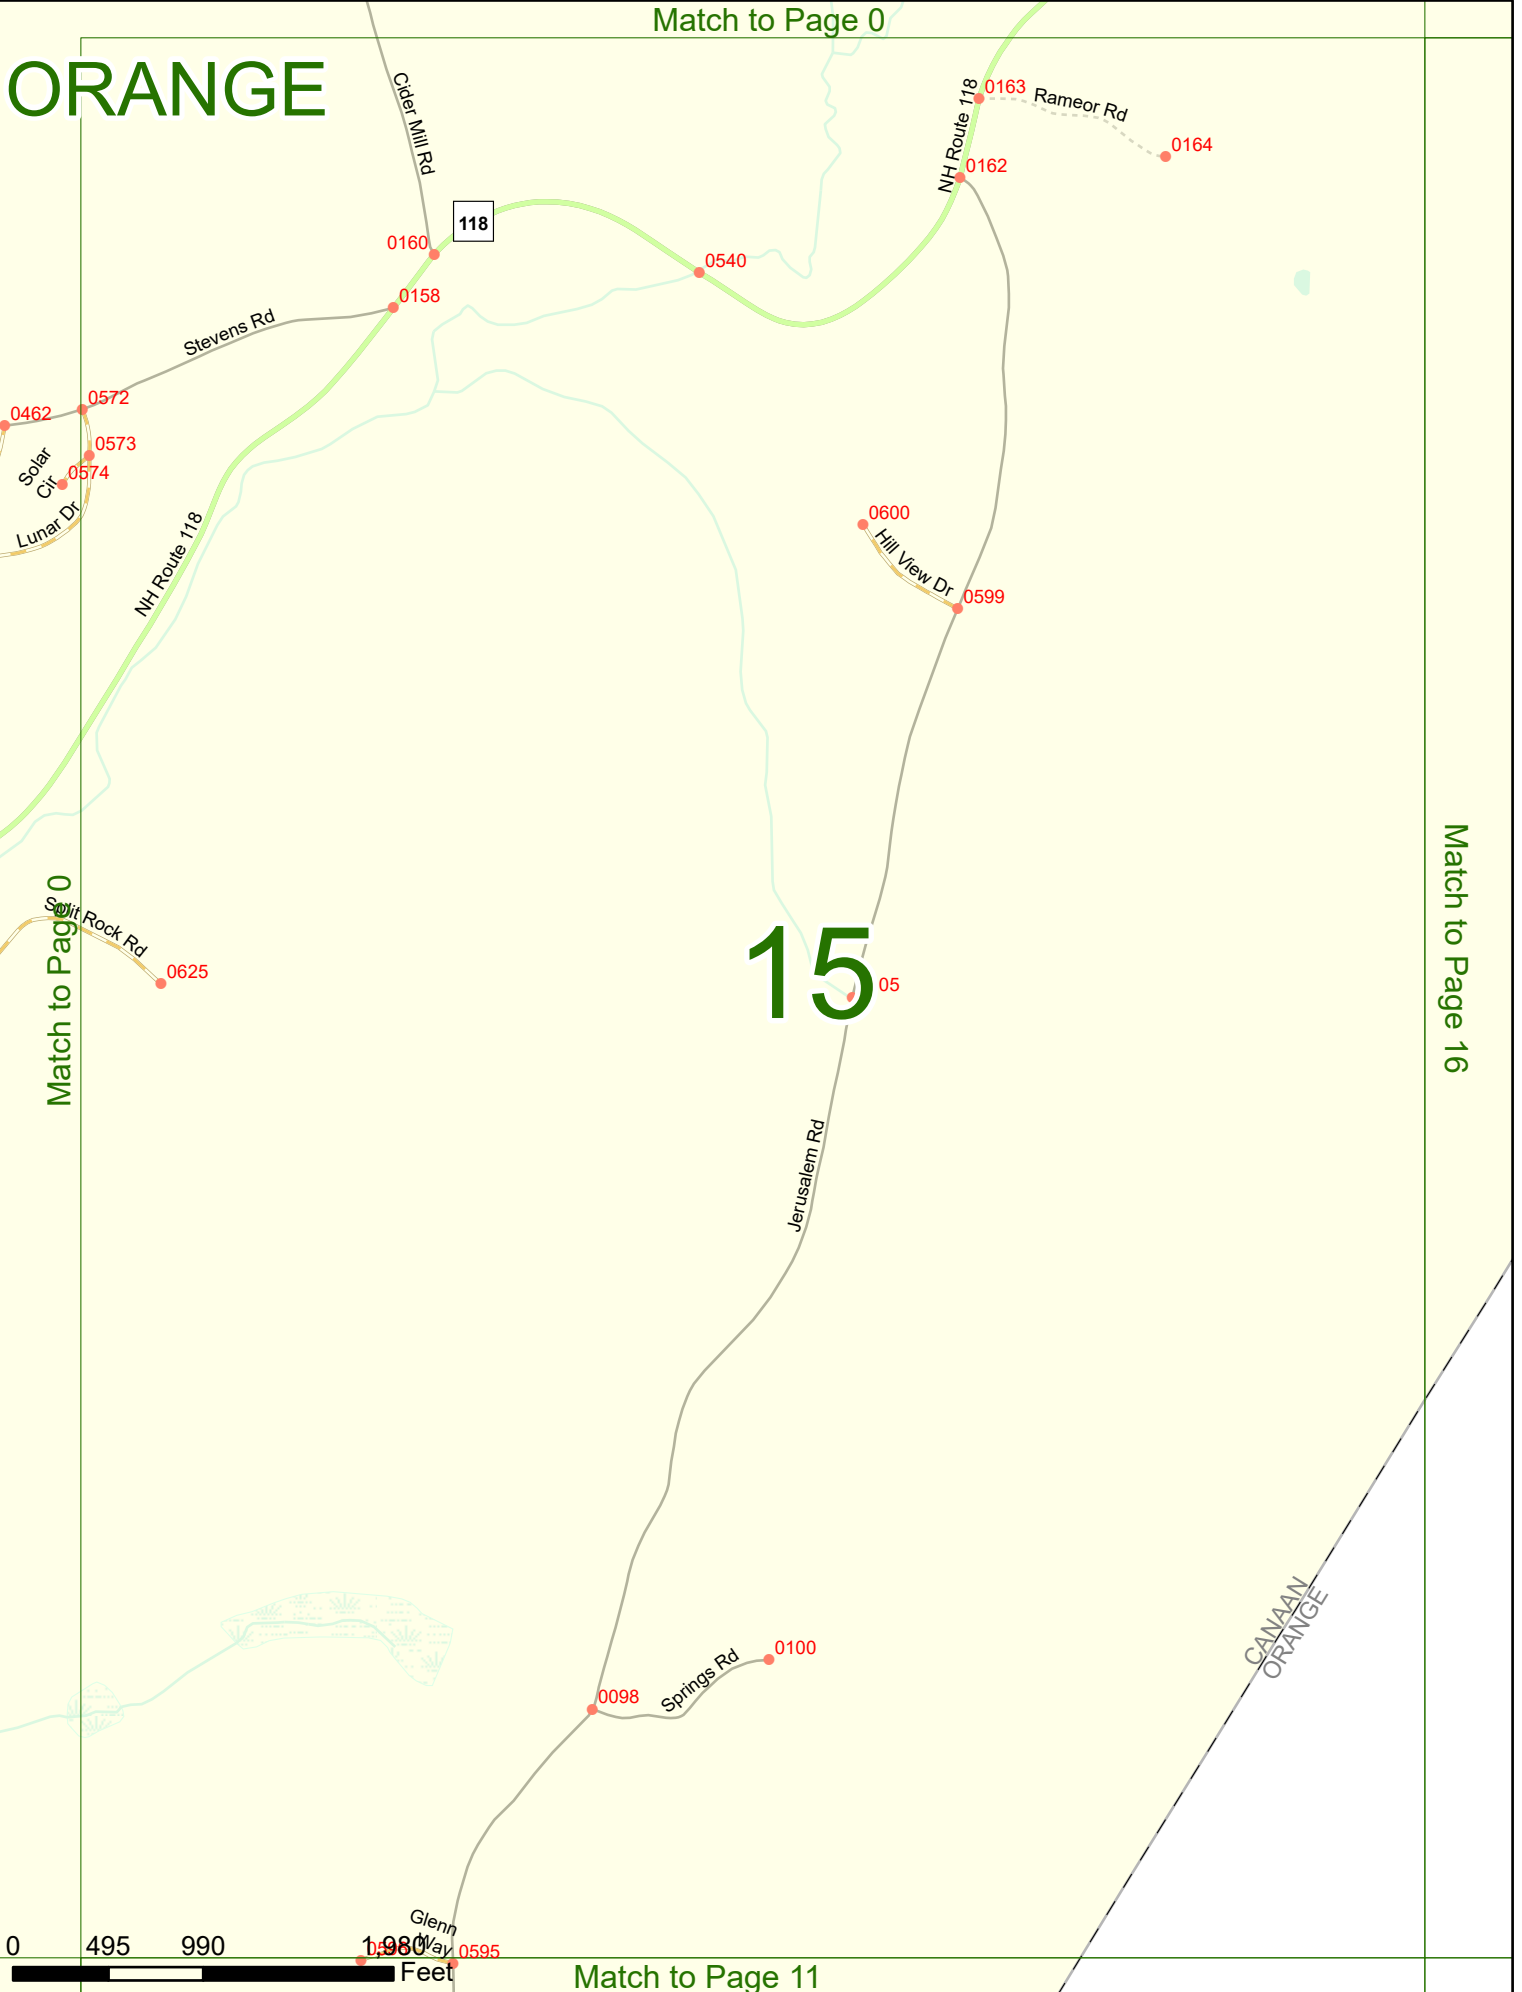 Match to Page 0
ORANGE
Cider Mill Rd
NH Route 118
0163
Rameor Rd
0164
0162
118
0160
0540
0158
Stevens Rd
0572
0462
0573
Solar
Cir
0574
Lunar Dr
NH Route 118
0600
Hill View Dr
0599
Match to Page 0
Split Rock Rd
0625
15
05
Match to Page 16
Jerusalem Rd
CANAAN
ORANGE
0100
Springs Rd
0098
Glenn
Way
0595
0
495
990
1,980
Feet
Match to Page 11